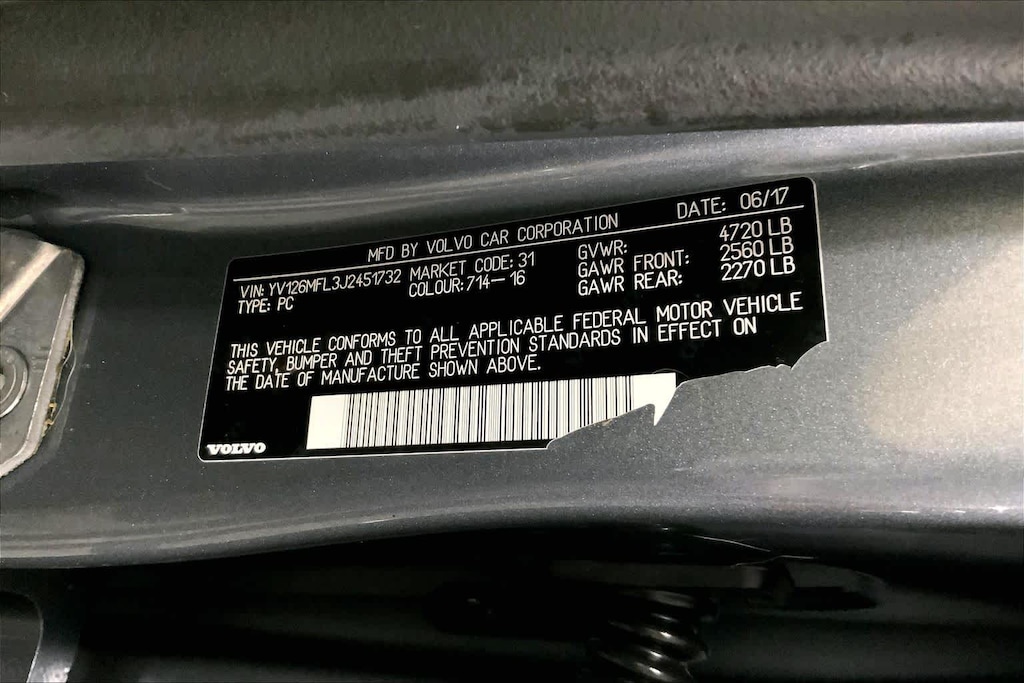 MFD BY VOLVO CAR CORPORATION DATE: 06/17
VIN: YV126MFL3J2451732 MARKET CODE: 31 GVWR: 4720 LB
TYPE: PC COLOUR: 714-16 GAWR FRONT: 2560 LB
GAWR REAR: 2270 LB
THIS VEHICLE CONFORMS TO ALL APPLICABLE FEDERAL MOTOR VEHICLE
SAFETY, BUMPER AND THEFT PREVENTION STANDARDS IN EFFECT ON
THE DATE OF MANUFACTURE SHOWN ABOVE.
VOLVO